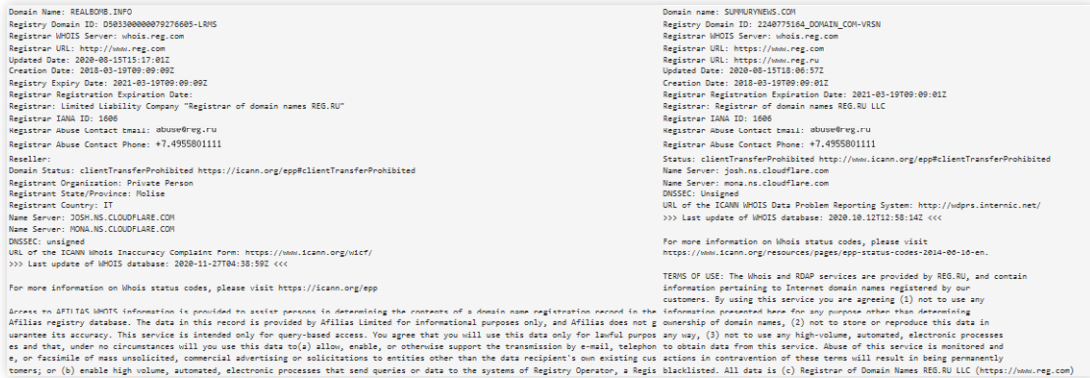 Domain Name: REALBOMB.INFO
Registry Domain ID: D503300000079276605-LRMS
Registrar WHOIS Server: whois.reg.com
Registrar URL: http://www.reg.com
Updated Date: 2020-08-15T15:17:01Z
Creation Date: 2018-03-19T09:09:09Z
Registry Expiry Date: 2021-03-19T09:09:09Z
Registrar Registration Expiration Date:
Registrar: Limited Liability Company "Registrar of domain names REG.RU"
Registrar IANA ID: 1606
Registrar Abuse Contact Email: abuse@reg.ru
Registrar Abuse Contact Phone: +7.4955801111
Reseller:
Domain Status: clientTransferProhibited https://icann.org/epp#clientTransferProhibited
Registrant Organization: Private Person
Registrant State/Province: Molise
Registrant Country: IT
Name Server: JOSH.NS.CLOUDFLARE.COM
Name Server: MONA.NS.CLOUDFLARE.COM
DNSSEC: unsigned
URL of the ICANN Whois Inaccuracy Complaint Form: https://www.icann.org/wicf/
>>> Last update of WHOIS database: 2020-11-27T04:38:59Z <<<
For more information on Whois status codes, please visit https://icann.org/epp
Access to AFILIAS WHOIS information is provided to assist persons in determining the contents of a domain name registration record in the
Afilias registry database. The data in this record is provided by Afilias Limited for informational purposes only, and Afilias does not g
uarantee its accuracy. This service is intended only for query-based access. You agree that you will use this data only for lawful purpos
es and that, under no circumstances will you use this data to(a) allow, enable, or otherwise support the transmission by e-mail, telephon
e, or facsimile of mass unsolicited, commercial advertising or solicitations to entities other than the data recipient's own existing cus
tomers; or (b) enable high volume, automated, electronic processes that send queries or data to the systems of Registry Operator, a Regis
Domain name: SUMMURYNEWS.COM
Registry Domain ID: 2240775164_DOMAIN_COM-VRSN
Registrar WHOIS Server: whois.reg.com
Registrar URL: https://www.reg.com
Registrar URL: https://www.reg.ru
Updated Date: 2020-08-15T18:06:57Z
Creation Date: 2018-03-19T09:09:01Z
Registrar Registration Expiration Date: 2021-03-19T09:09:01Z
Registrar: Registrar of domain names REG.RU LLC
Registrar IANA ID: 1606
Registrar Abuse Contact Email: abuse@reg.ru
Registrar Abuse Contact Phone: +7.4955801111
Status: clientTransferProhibited http://www.icann.org/epp#clientTransferProhibited
Name Server: josh.ns.cloudflare.com
Name Server: mona.ns.cloudflare.com
DNSSEC: Unsigned
URL of the ICANN WHOIS Data Problem Reporting System: http://wdprs.internic.net/
>>> Last update of WHOIS database: 2020.10.12T12:58:14Z <<<
For more information on Whois status codes, please visit
https://www.icann.org/resources/pages/epp-status-codes-2014-06-16-en.
TERMS OF USE: The Whois and RDAP services are provided by REG.RU, and contain
information pertaining to Internet domain names registered by our
customers. By using this service you are agreeing (1) not to use any
information presented here for any purpose other than determining
ownership of domain names, (2) not to store or reproduce this data in
any way, (3) not to use any high-volume, automated, electronic processes
to obtain data from this service. Abuse of this service is monitored and
actions in contravention of these terms will result in being permanently
blacklisted. All data is (c) Registrar of Domain Names REG.RU LLC (https://www.reg.com)